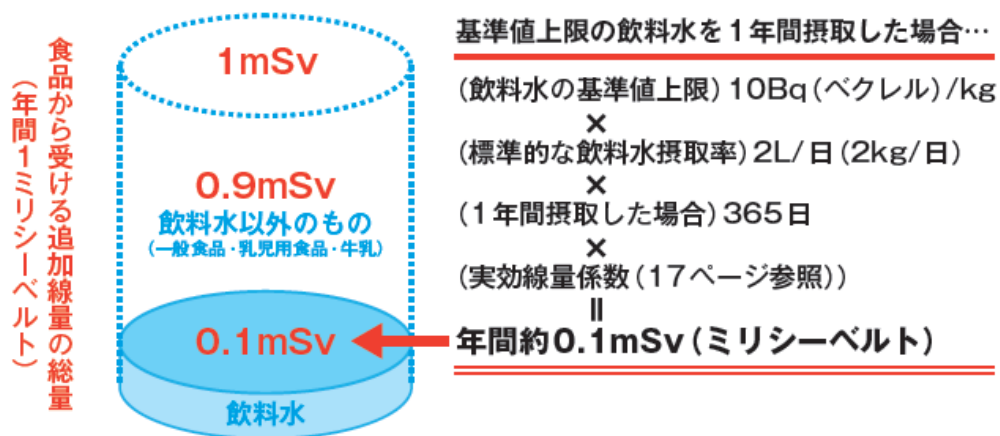 食品から受ける追加線量の総量
（年間1ミリシーベルト）
1mSv
0.9mSv
飲料水以外のもの
（一般食品・乳児用食品・牛乳）
0.1mSv
飲料水
基準値上限の飲料水を1年間摂取した場合…
（飲料水の基準値上限）10Bq（ベクレル）/kg
×
（標準的な飲料水摂取率）2L/日（2kg/日）
×
（1年間摂取した場合）365日
×
（実効線量係数（17ページ参照））
＝
年間約0.1mSv（ミリシーベルト）